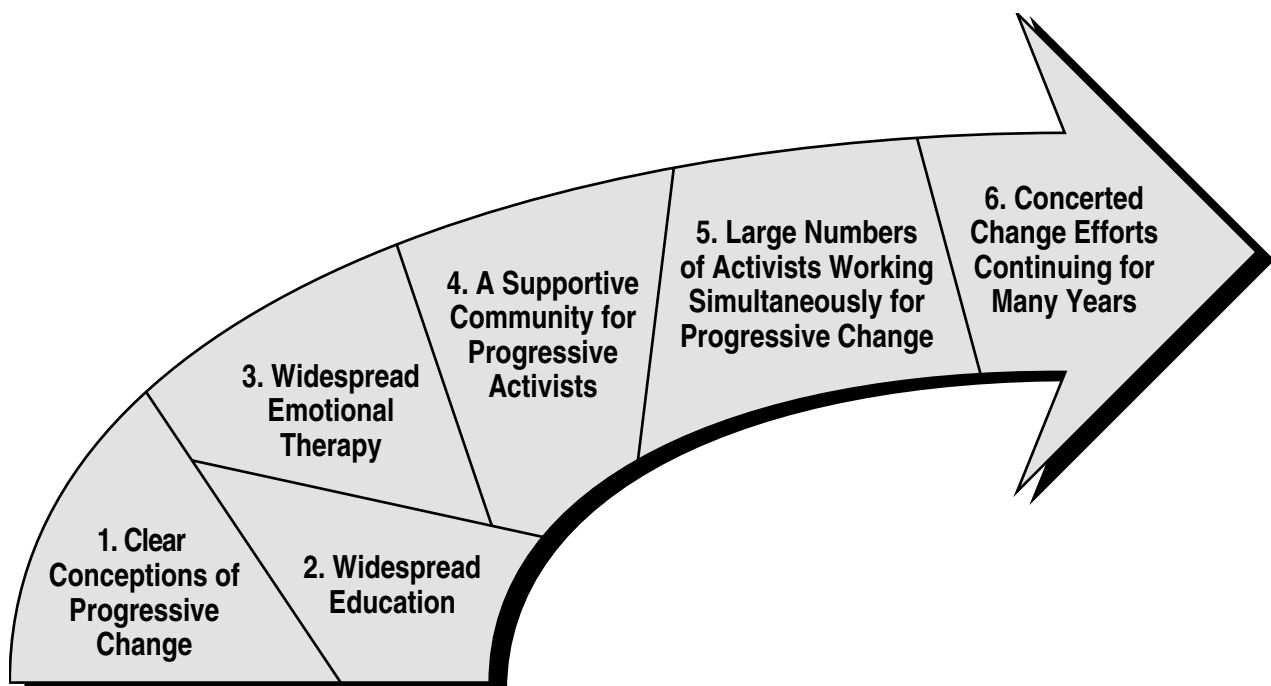 1. Clear
Conceptions of
Progressive
Change
2. Widespread
Education
3. Widespread
Emotional
Therapy
4. A Supportive
Community for
Progressive
Activists
5. Large Numbers
of Activists Working
Simultaneously for
Progressive Change
6. Concerted
Change Efforts
Continuing for
Many Years